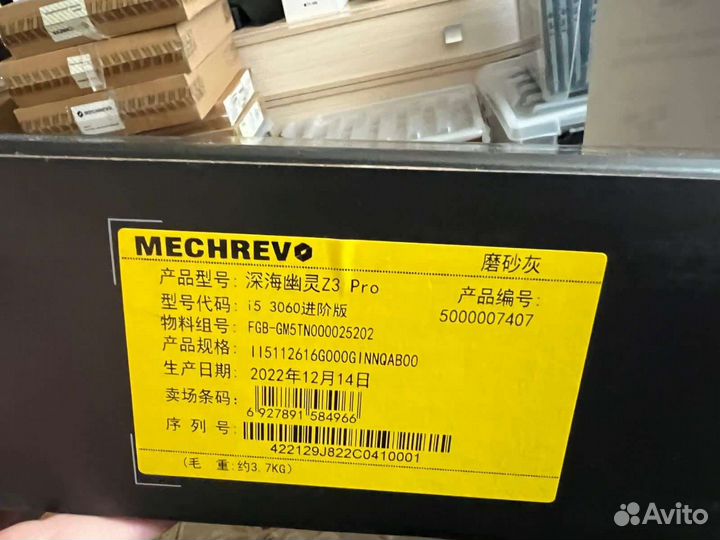 MECHREVO
磨砂灰
产品型号: 深海幽灵Z3 Pro
产品编号:
5000007407
型号代码: i5 3060进阶版
物料组号: FGB-GM5TN000025202
产品规格: II5112616G000GINNQAB00
生产日期: 2022年12月14日
卖场条码:
6 927891 584966
序 列 号:
422129J822C0410001
(毛 重:约3.7KG)
Avito